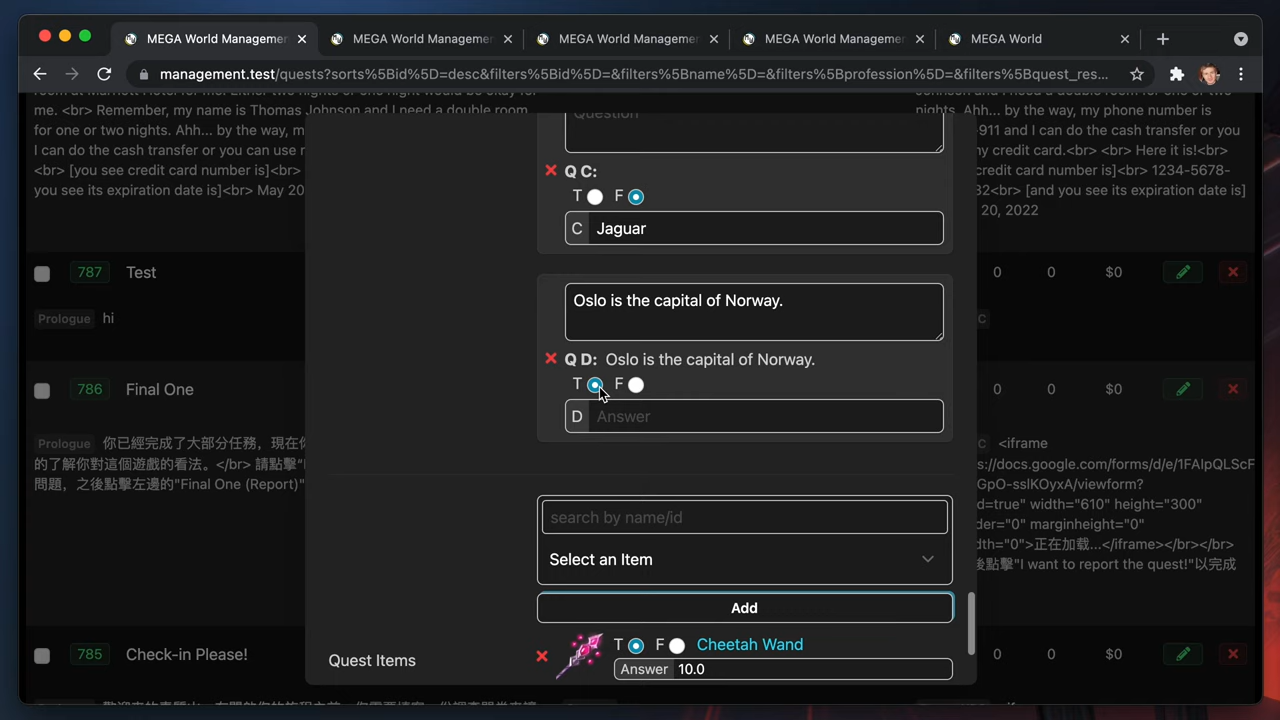 MEGA World Managemen
MEGA World Managemen
MEGA World Managemen
MEGA World Managemen
MEGA World
management.test/quests?sorts%5Bid%5D=desc&filters%5Bid%5D=&filters%5Bname%5D=&filters%5Bprofession%5D=&filters%5Bquest_res...
me. <br> Remember, my name is Thomas Johnson and I need a double room
for one or two nights. Ahh... by the way, m
150 and I can do the cash transfer or you can use m
<br> [you see credit card number is]<br>
you see its expiration date is]<br> May 20
nights. Ahh... by the way, my phone number is
-911 and I can do the cash transfer or you
my credit card.<br> <br> Here it is!<br>
credit card number is]<br> 1234-5678-
32<br> [and you see its expiration date is]
20, 2022
Question
Q C:
T F
C Jaguar
787 Test 0 0 $0
Prologue hi
Oslo is the capital of Norway.
Q D: Oslo is the capital of Norway.
T F
D Answer
786 Final One 0 0 $0
Prologue 你已經完成了大部分任務，現在你
的了解你對這個遊戲的看法。</br> 請點擊"
問題，之後點擊左邊的"Final One (Report)"
<iframe
s://docs.google.com/forms/d/e/1FAIpQLScF
GpO-sslKOyxA/viewform?
d=true" width="610" height="300"
der="0" marginheight="0"
dth="0">正在加载...</iframe></br></br>
後點擊"I want to report the quest!"以完成
search by name/id
Select an Item
Add
785 Check-in Please! 0 0 $0
Quest Items
T F Cheetah Wand
Answer 10.0